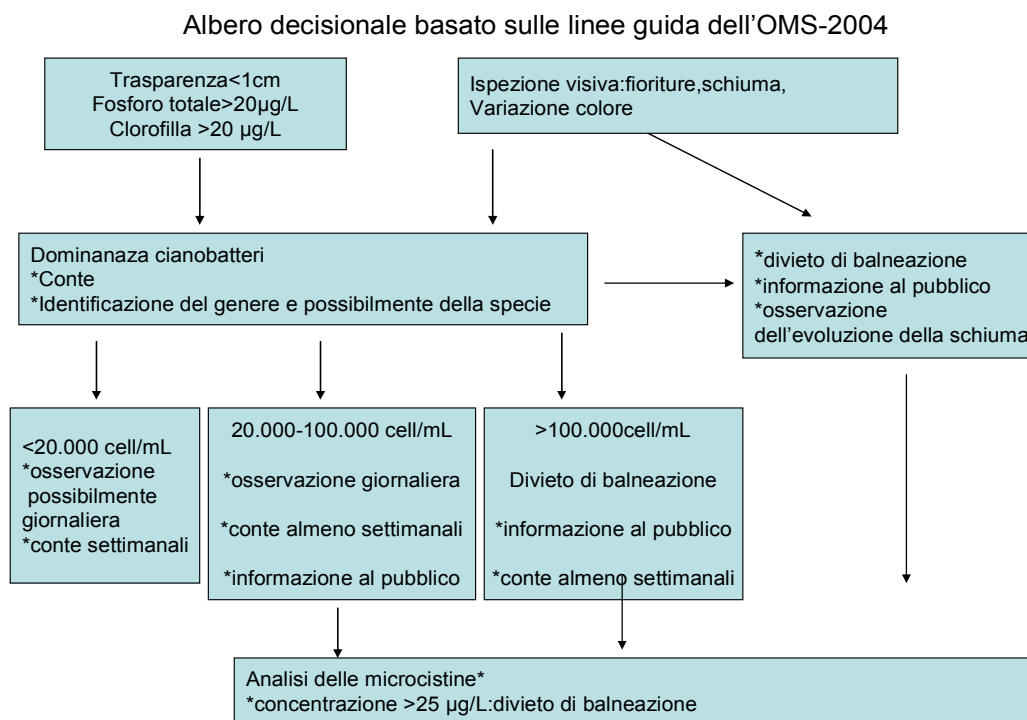 Albero decisionale basato sulle linee guida dell'OMS-2004
Trasparenza<1cm
Fosforo totale>20µg/L
Clorofilla >20 µg/L
Ispezione visiva:fioriture,schiuma,
Variazione colore
Dominanaza cianobatteri
*Conte
*Identificazione del genere e possibilmente della specie
*divieto di balneazione
*informazione al pubblico
*osservazione
dell'evoluzione della schiuma
<20.000 cell/mL
*osservazione
possibilmente
giornaliera
*conte settimanali
20.000-100.000 cell/mL
*osservazione giornaliera
*conte almeno settimanali
*informazione al pubblico
>100.000cell/mL
Divieto di balneazione
*informazione al pubblico
*conte almeno settimanali
Analisi delle microcistine*
*concentrazione >25 µg/L:divieto di balneazione